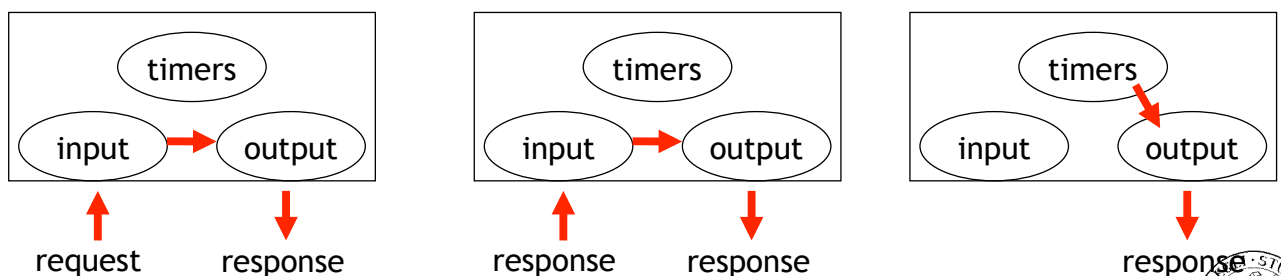 timers
input output
request response
timers
input output
response response
timers
input output
response